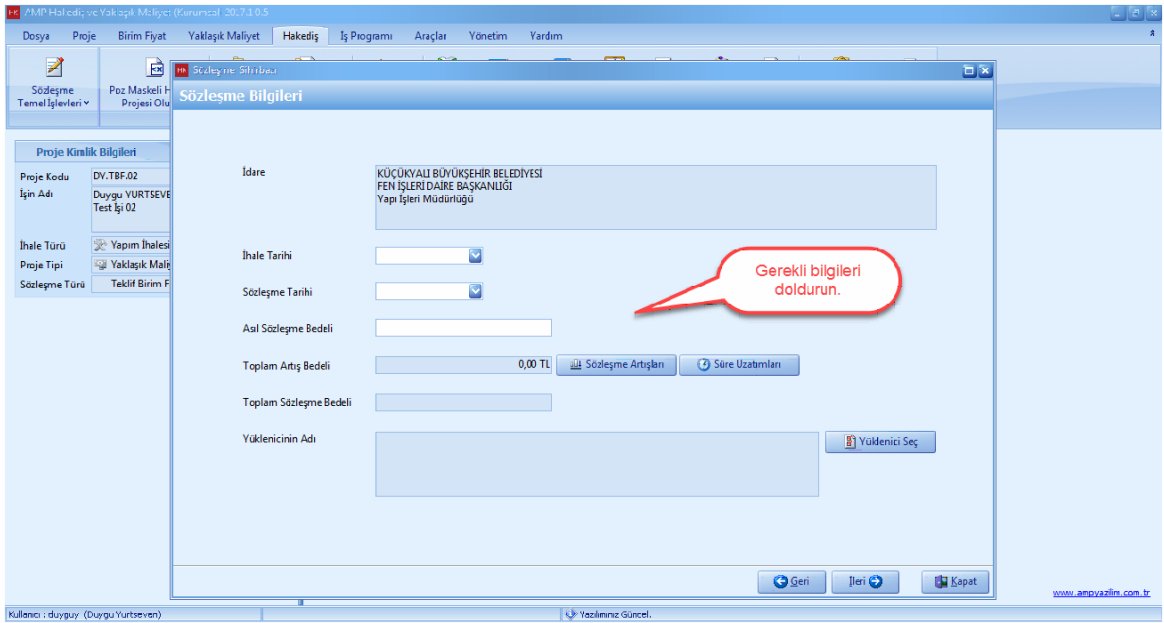 AMP Hakediş ve Yaklaşık Maliyet (Kurumsal) 2017.1.0.5
Dosya Proje Birim Fiyat Yaklaşık Maliyet Hakediş İş Programı Araçlar Yönetim Yardım
Sözleşme
Temel İşlevleri
Poz Maskeli H
Projesi Olu
Sözleşme Sihirbazı
Sözleşme Bilgileri
Proje Kimlik Bilgileri
Proje Kodu DV.TBF.02
İşin Adı Duygu YURTSEVE
Test İşi 02
İhale Türü Yapım İhalesi
Proje Tipi Yaklaşık Maliy
Sözleşme Türü Teklif Birim F
İdare KÜÇÜKYALI BÜYÜKŞEHİR BELEDİYESİ
FEN İŞLERİ DAİRE BAŞKANLIĞI
Yapı İşleri Müdürlüğü
İhale Tarihi
Gerekli bilgileri
doldurun.
Sözleşme Tarihi
Asıl Sözleşme Bedeli
Toplam Artış Bedeli 0,00 TL Sözleşme Artışları Süre Uzatımları
Toplam Sözleşme Bedeli
Yüklenicinin Adı Yüklenici Seç
Geri İleri Kapat
www.ampyazilim.com.tr
Kullanıcı : duyguy (Duygu Yurtseven) Yazılımınız Güncel.